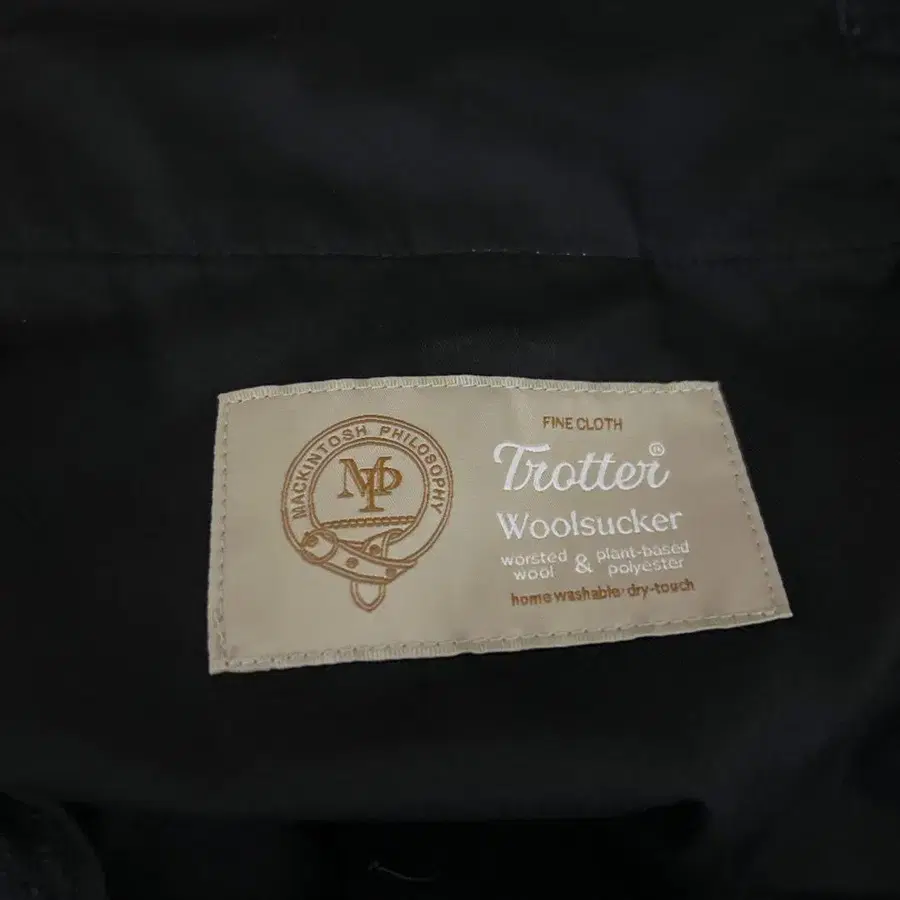 MACKINTOSH PHILOSOPHY
MP
FINE CLOTH
Trotter®
Woolsucker
worsted wool & plant-based polyester
home washable·dry-touch